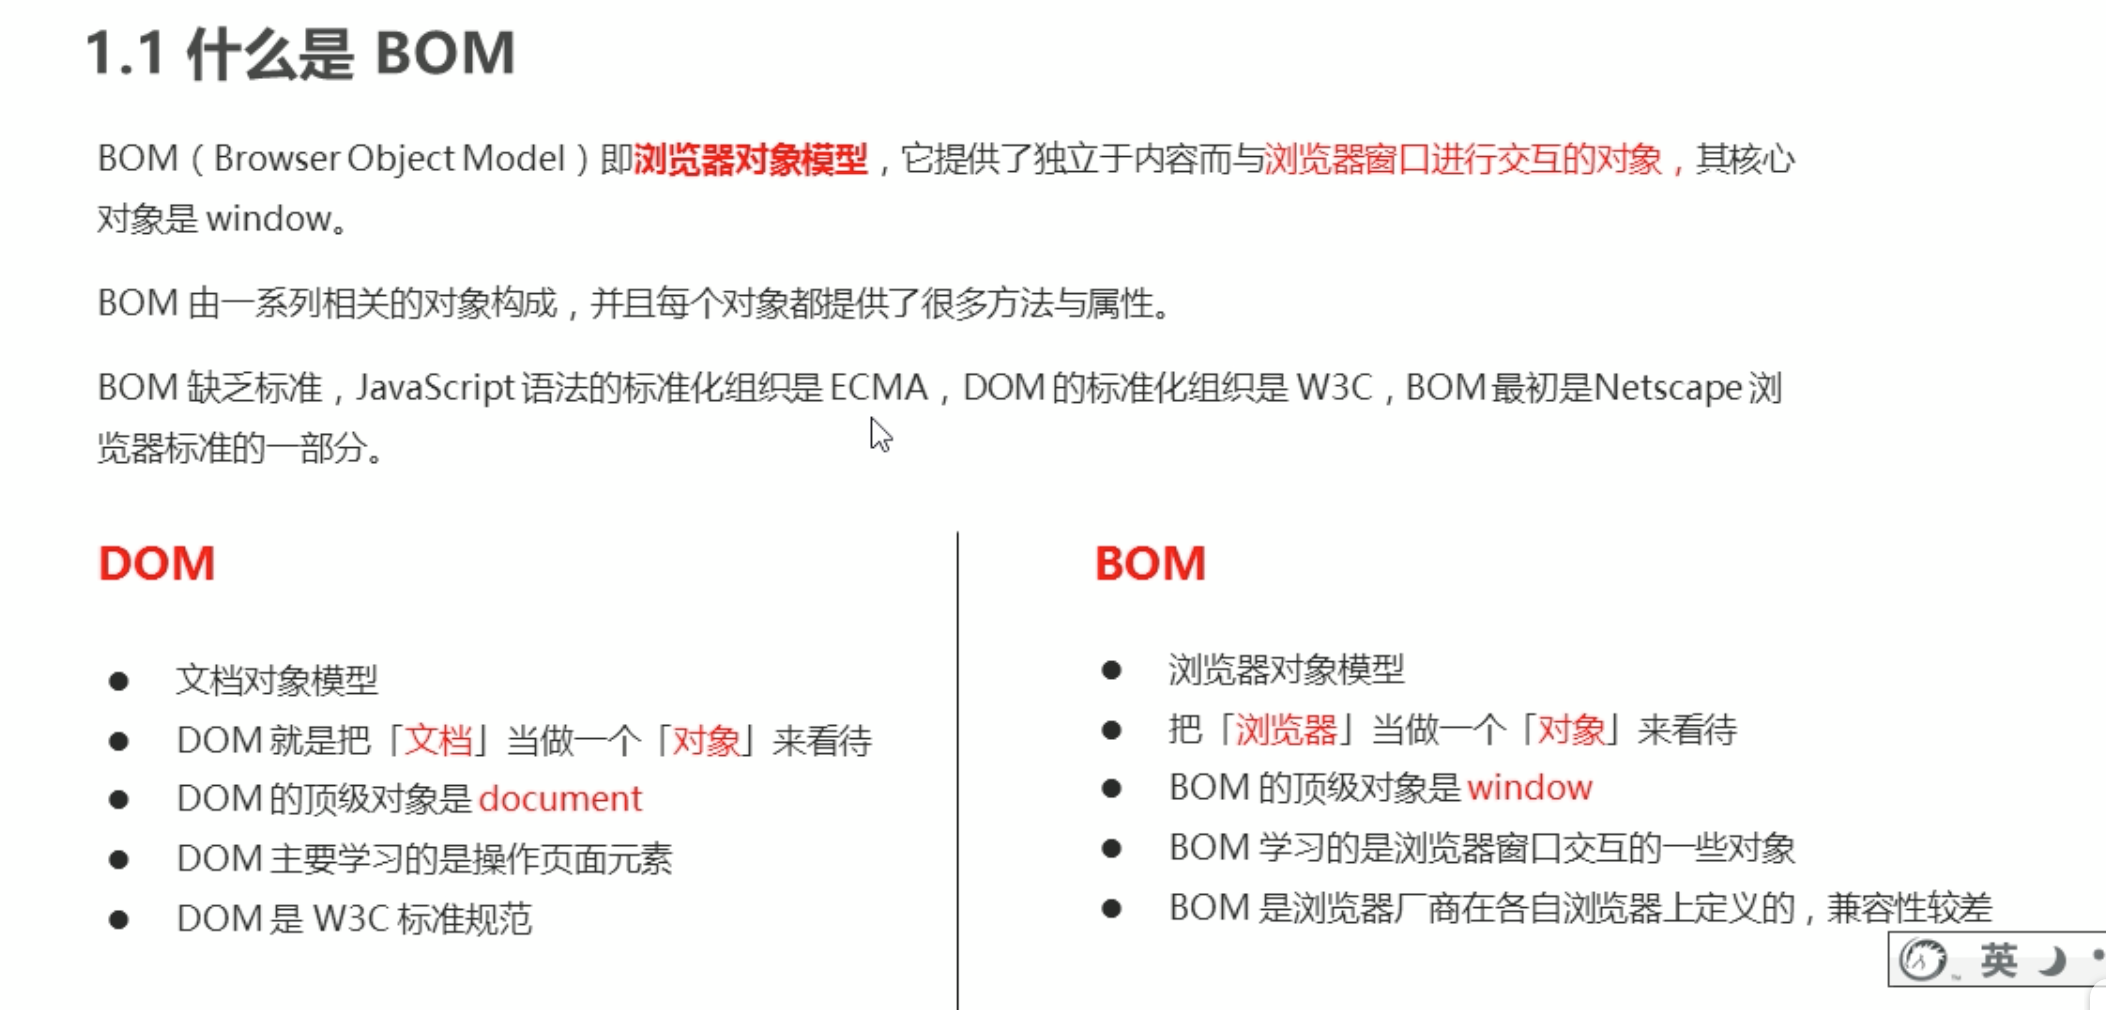 1.1 什么是 BOM
BOM（Browser Object Model）即浏览器对象模型，它提供了独立于内容而与浏览器窗口进行交互的对象，其核心
对象是 window。
BOM 由一系列相关的对象构成，并且每个对象都提供了很多方法与属性。
BOM 缺乏标准，JavaScript 语法的标准化组织是 ECMA，DOM 的标准化组织是 W3C，BOM 最初是Netscape 浏
览器标准的一部分。
DOM
● 文档对象模型
● DOM 就是把「文档」当做一个「对象」来看待
● DOM 的顶级对象是 document
● DOM 主要学习的是操作页面元素
● DOM 是 W3C 标准规范
BOM
● 浏览器对象模型
● 把「浏览器」当做一个「对象」来看待
● BOM 的顶级对象是 window
● BOM 学习的是浏览器窗口交互的一些对象
● BOM 是浏览器厂商在各自浏览器上定义的，兼容性较差
英